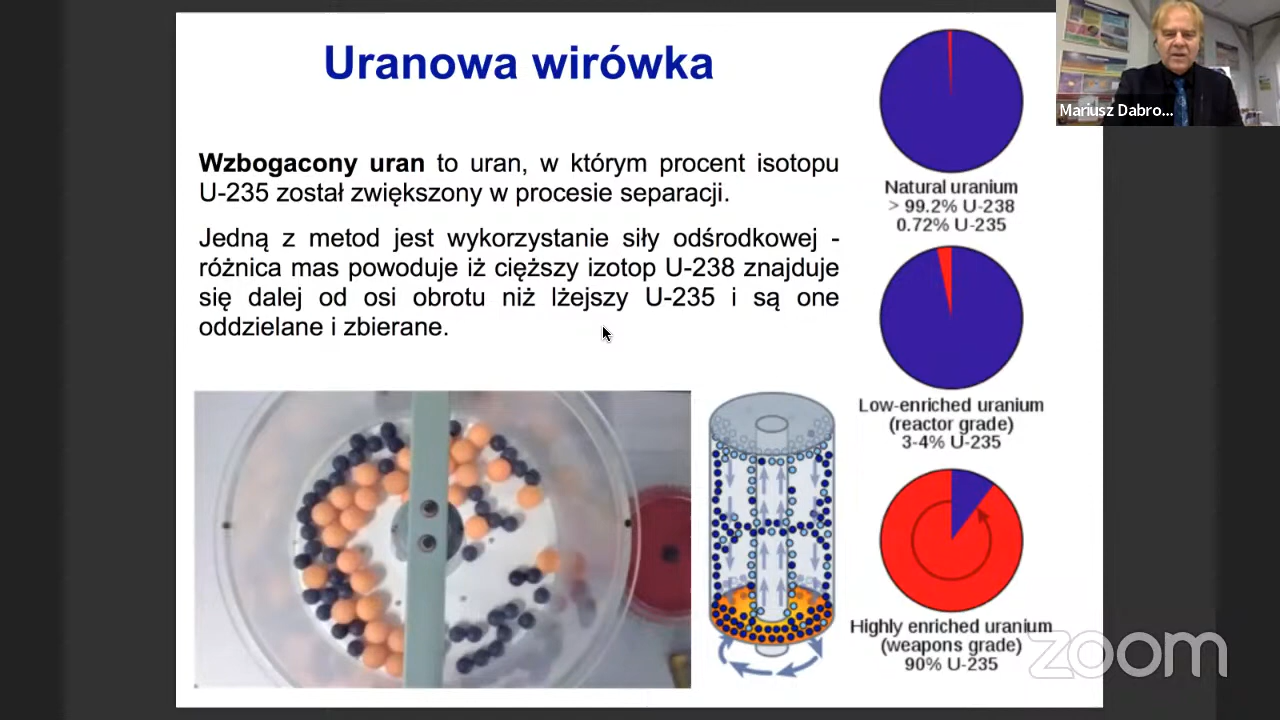 Uranowa wirówka
Mariusz Dabro...
Wzbogacony uran to uran, w którym procent isotopu
U-235 został zwiększony w procesie separacji.
Jedną z metod jest wykorzystanie siły odśrodkowej -
różnica mas powoduje iż cięższy izotop U-238 znajduje
się dalej od osi obrotu niż lżejszy U-235 i są one
oddzielane i zbierane.
Natural uranium
> 99.2% U-238
0.72% U-235
Low-enriched uranium
(reactor grade)
3-4% U-235
Highly enriched uranium
(weapons grade)
90% U-235
zoom